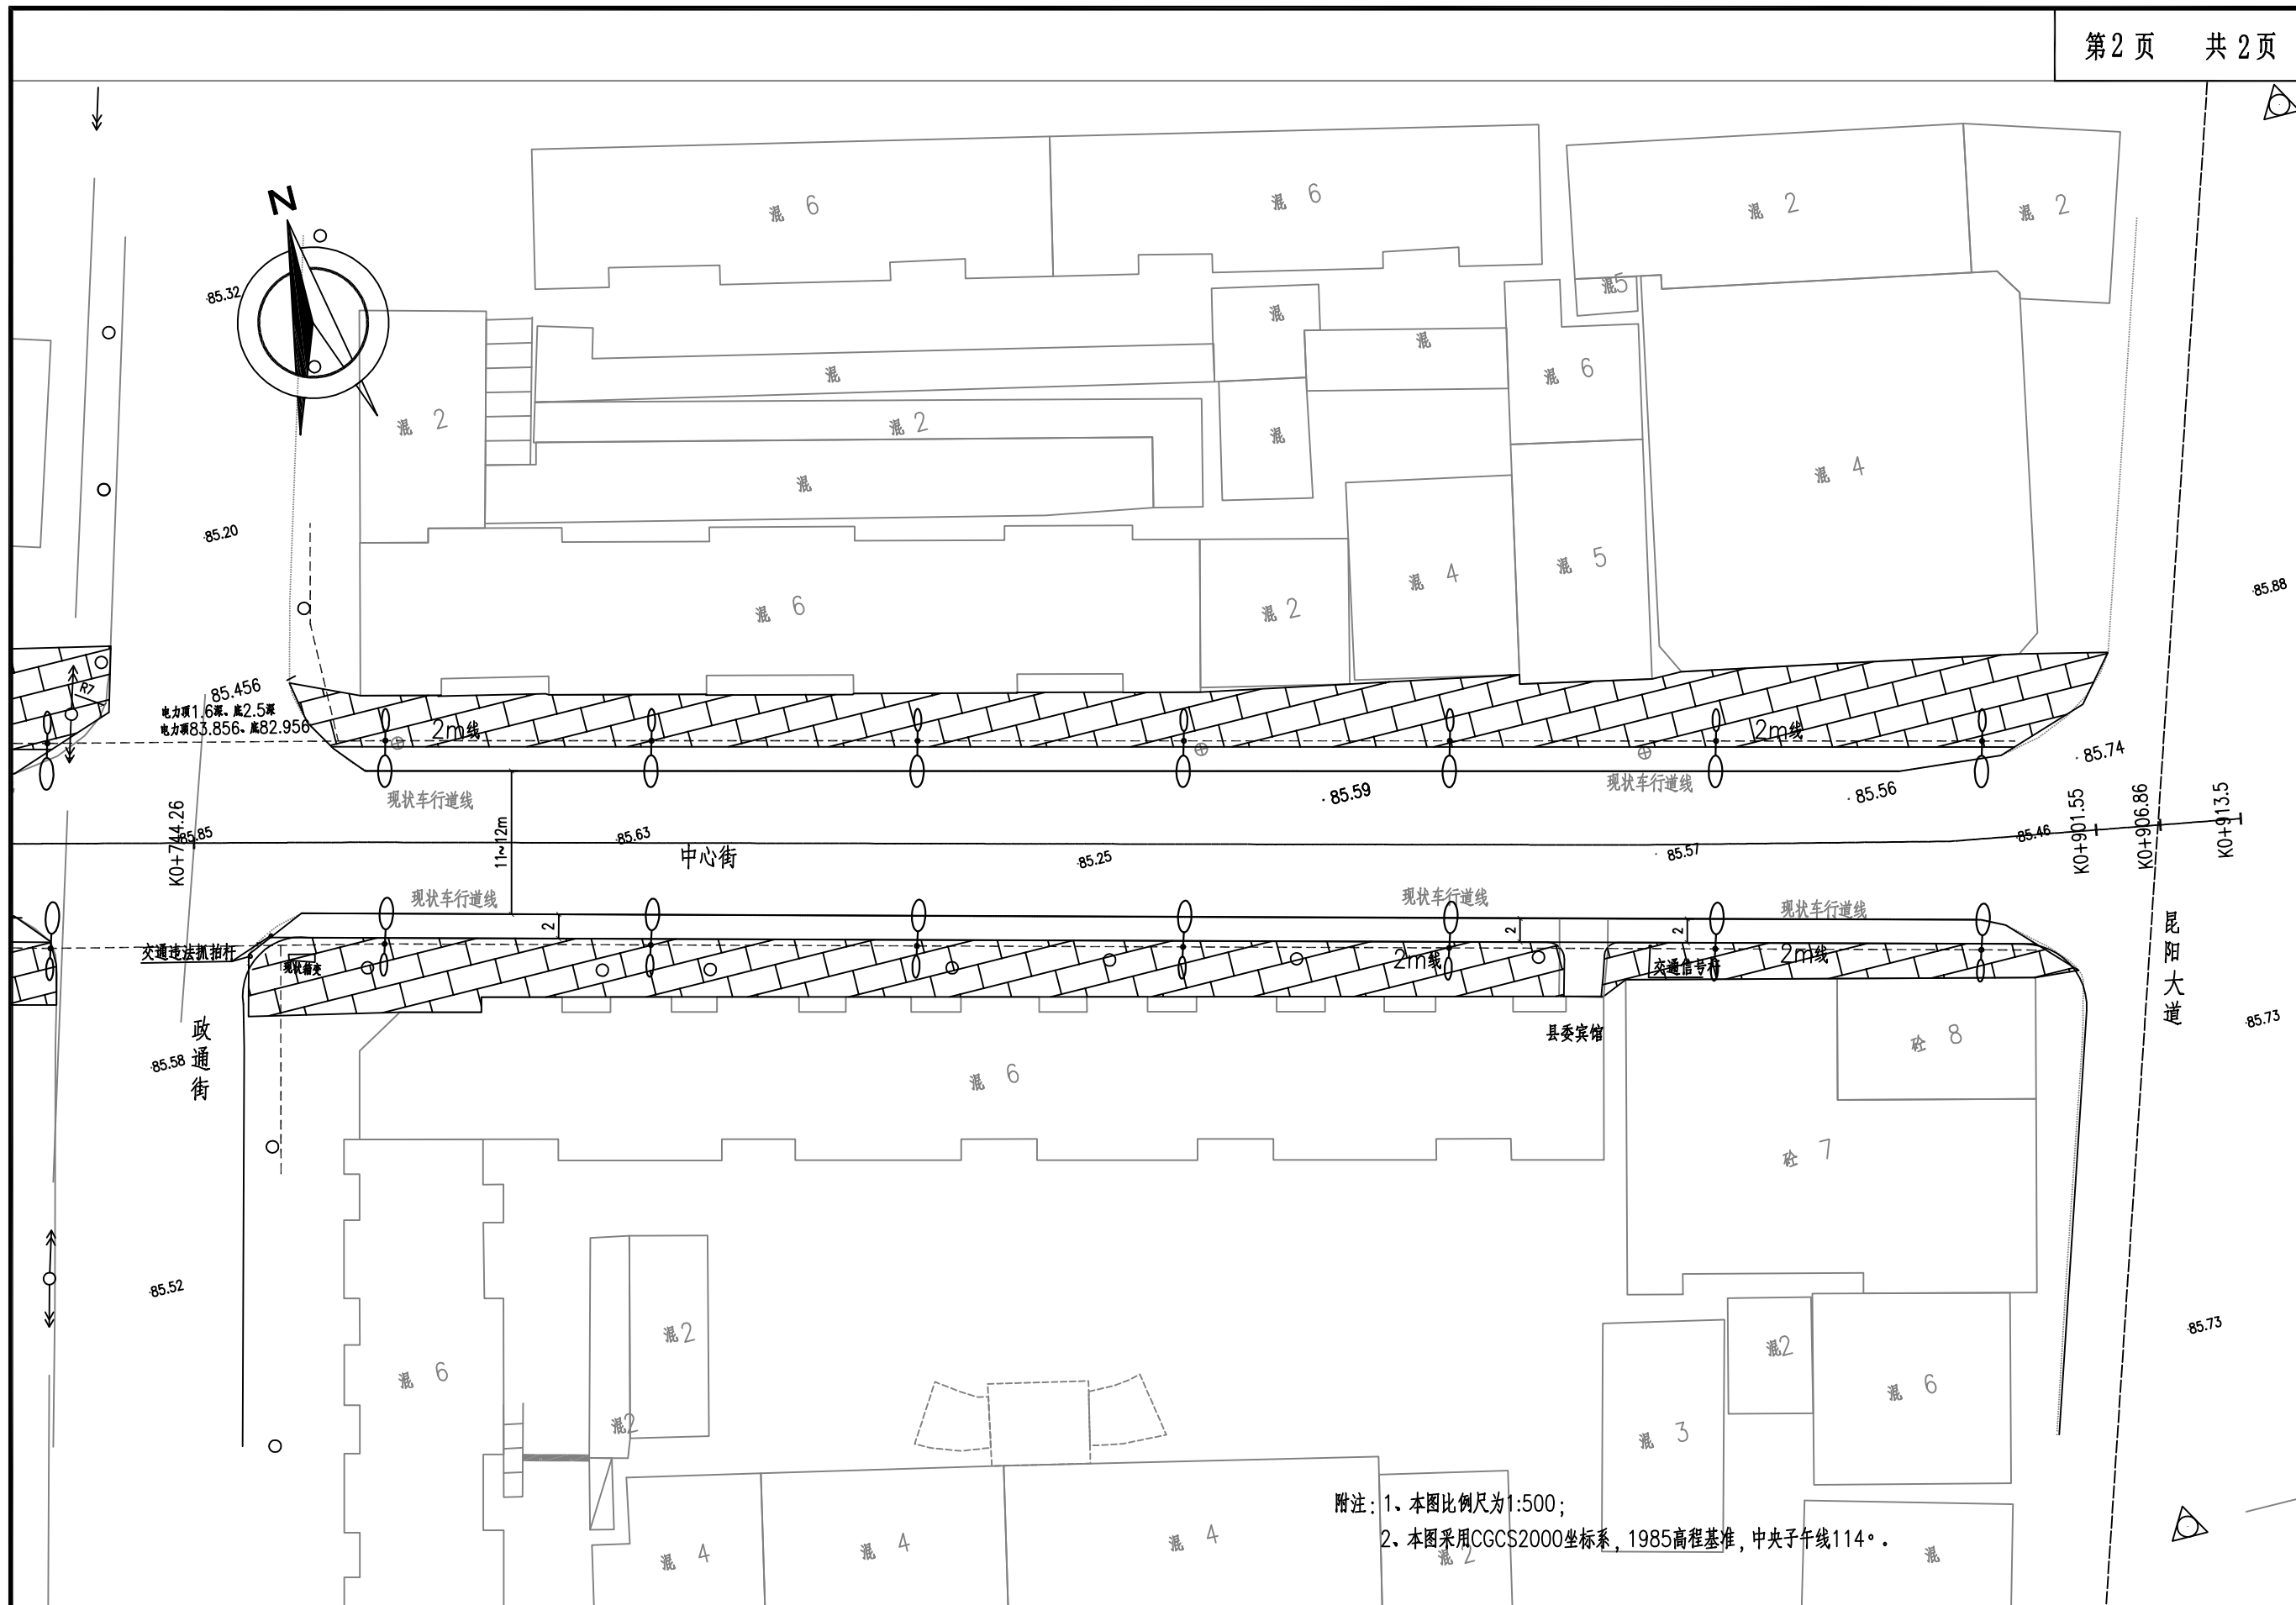 第2 页 共 2 页
N
混 6
混 6
混 2
混 2
85.32
混5
混
混
混 6
混
混 2
混 2
混
混 4
混
85.20
混 5
混 4
混 6
混 2
85.88
R7
85.456
电力顶1.6深、底2.5深
电力顶83.856、底82.956
2m线
2m线
85.74
现状车行道线
85.59
现状车行道线
85.56
K0+744.26
85.85
11~12m
85.63
中心街
85.25
85.57
85.46
K0+901.55
K0+906.86
K0+913.5
现状车行道线
现状车行道线
现状车行道线
2
2
2
交通违法抓拍杆
现状箱变
2m线
交通信号杆
2m线
昆阳大道
政通街
85.58
县委宾馆
85.73
混 6
砼 8
砼 7
85.52
混2
混2
85.73
混 6
混 6
混2
混 3
附注：1、本图比例尺为1:500；
2、本图采用CGCS2000坐标系，1985高程基准，中央子午线114°.
混 4
混 4
混 4
混 2
混